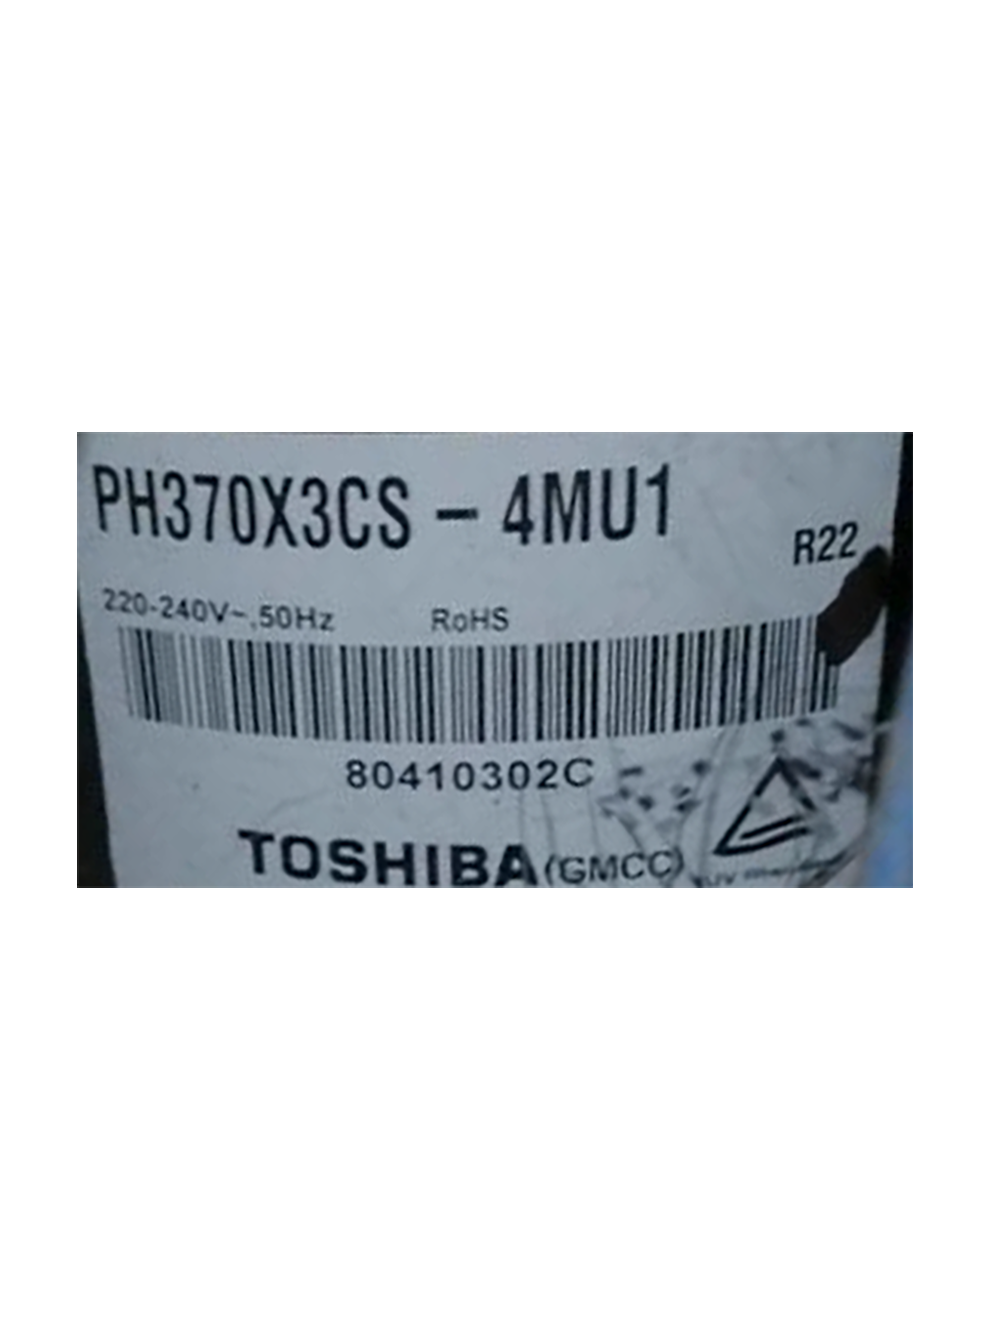 PH370X3CS - 4MU1
R22
220-240V~,50Hz RoHS
80410302C
TOSHIBA (GMCC)